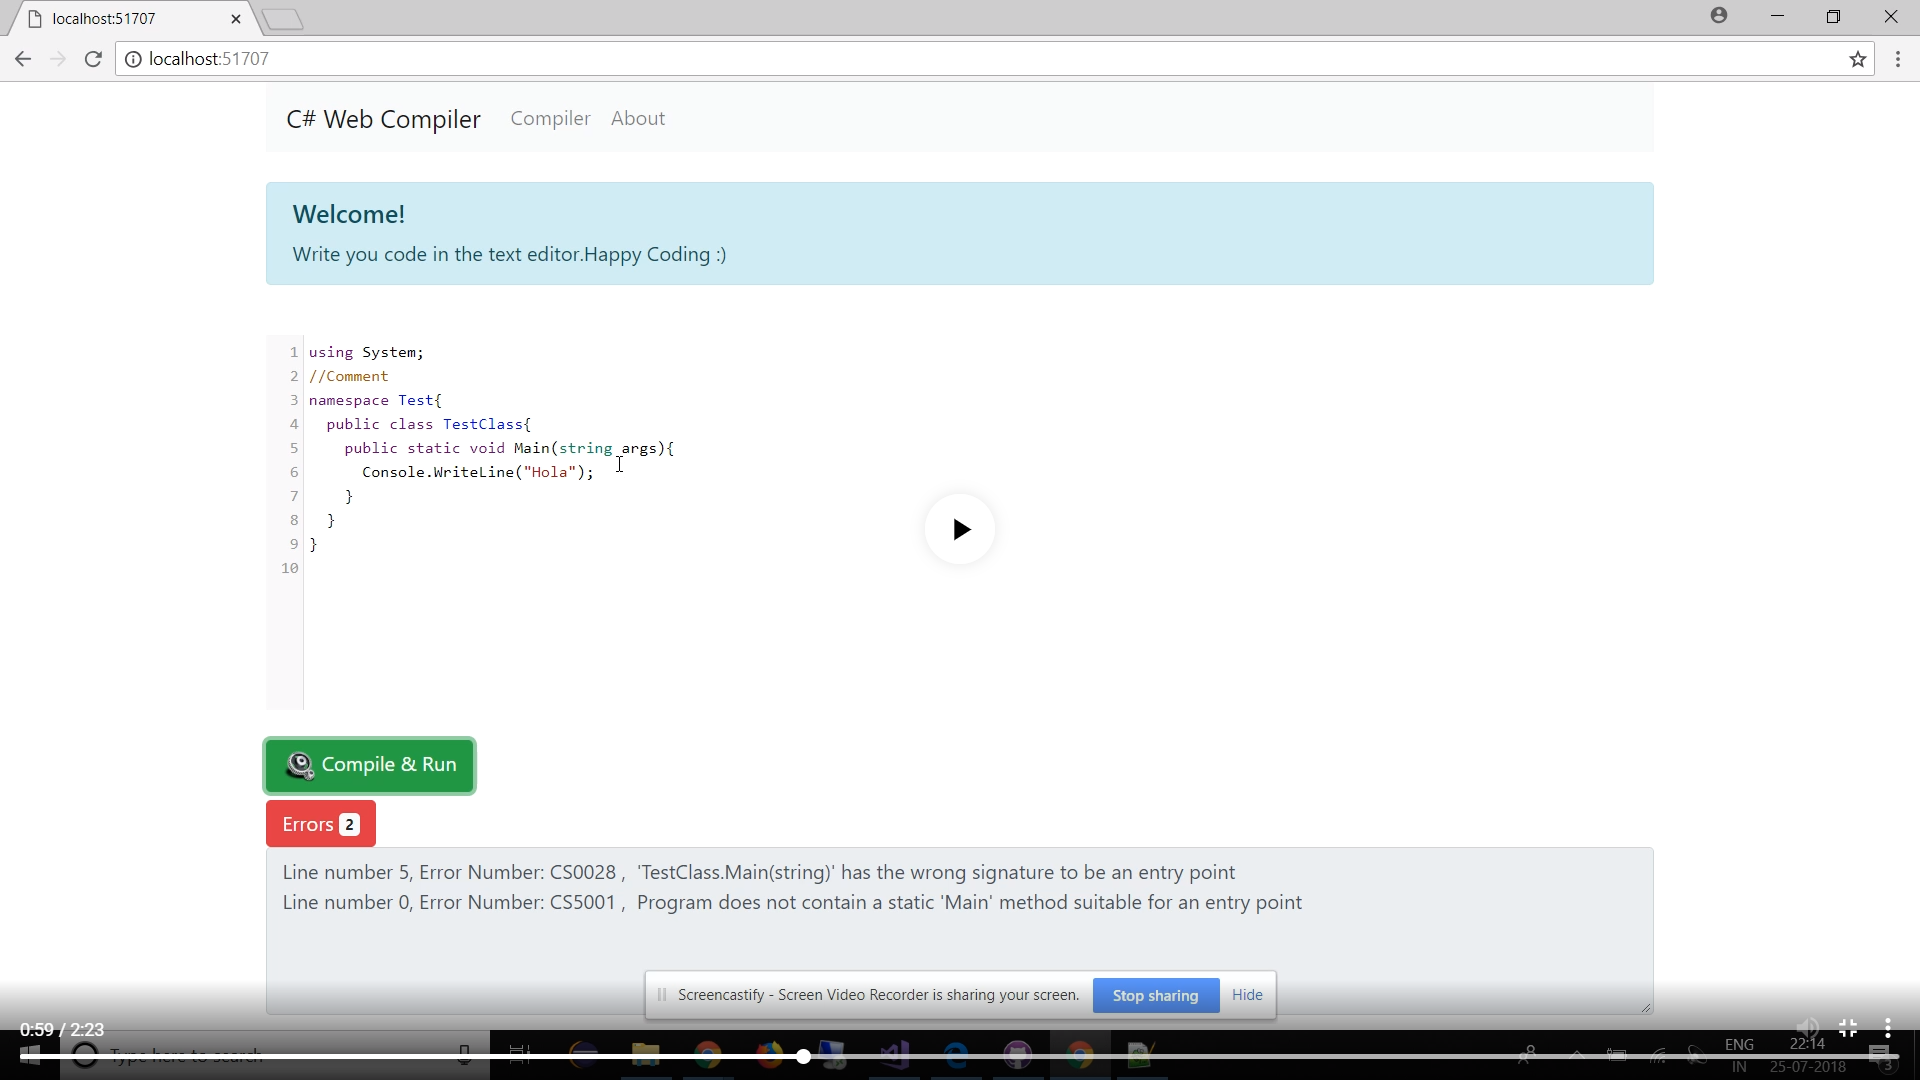 localhost:51707
localhost:51707
C# Web Compiler Compiler About
Welcome!
Write you code in the text editor.Happy Coding :)
1 using System;
2 //Comment
3 namespace Test{
4 public class TestClass{
5 public static void Main(string args){
6 Console.WriteLine("Hola");
7 }
8 }
9 }
10
Compile & Run
Errors 2
Line number 5, Error Number: CS0028 , 'TestClass.Main(string)' has the wrong signature to be an entry point
Line number 0, Error Number: CS5001 , Program does not contain a static 'Main' method suitable for an entry point
Screencastify - Screen Video Recorder is sharing your screen. Stop sharing Hide
0:59 / 2:23
Type here to search
ENG 22:14
IN 25-07-2018 3